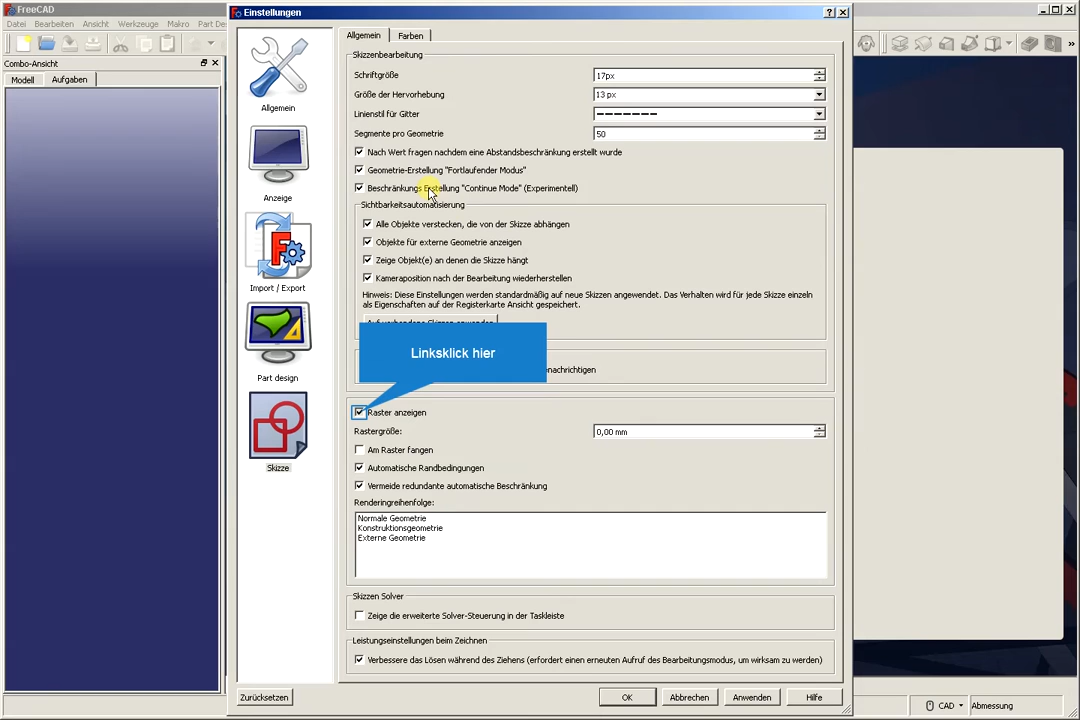 FreeCAD
Einstellungen
Datei Bearbeiten Ansicht Werkzeuge Makro Part De
Combo-Ansicht
Modell Aufgaben
Allgemein
Anzeige
Import / Export
Part design
Skizze
Allgemein Farben
Skizzenbearbeitung
Schriftgröße 17px
Größe der Hervorhebung 13 px
Linienstil für Gitter
Segmente pro Geometrie 50
Nach Wert fragen nachdem eine Abstandsbeschränkung erstellt wurde
Geometrie-Erstellung "Fortlaufender Modus"
Beschränkungs Erstellung "Continue Mode" (Experimentell)
Sichtbarkeitsautomatisierung
Alle Objekte verstecken, die von der Skizze abhängen
Objekte für externe Geometrie anzeigen
Zeige Objekt(e) an denen die Skizze hängt
Kameraposition nach der Bearbeitung wiederherstellen
Hinweis: Diese Einstellungen werden standardmäßig auf neue Skizzen angewendet. Das Verhalten wird für jede Skizze einzeln
als Eigenschaften auf der Registerkarte Ansicht gespeichert.
Linksklick hier
enachrichtigen
Raster anzeigen
Rastergröße: 0,00 mm
Am Raster fangen
Automatische Randbedingungen
Vermeide redundante automatische Beschränkung
Renderingreihenfolge:
Normale Geometrie
Konstruktionsgeometrie
Externe Geometrie
Skizzen Solver
Zeige die erweiterte Solver-Steuerung in der Taskleiste
Leistungseinstellungen beim Zeichnen
Verbessere das Lösen während des Ziehens (erfordert einen erneuten Aufruf des Bearbeitungsmodus, um wirksam zu werden)
Zurücksetzen OK Abbrechen Anwenden Hilfe
CAD Abmessung